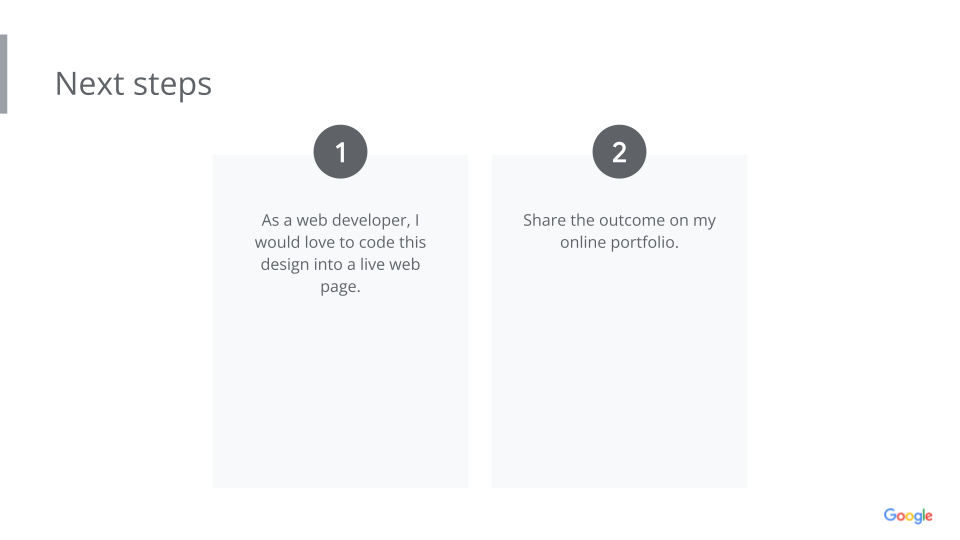 Next steps
1
As a web developer, I
would love to code this
design into a live web
page.
2
Share the outcome on my
online portfolio.
Google